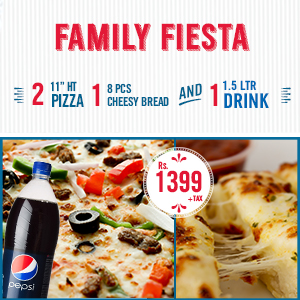 FAMILY FIESTA
2 11" HT PIZZA 1 8 PCS CHEESY BREAD AND 1 1.5 LTR DRINK
Rs.
1399
+TAX
pepsi